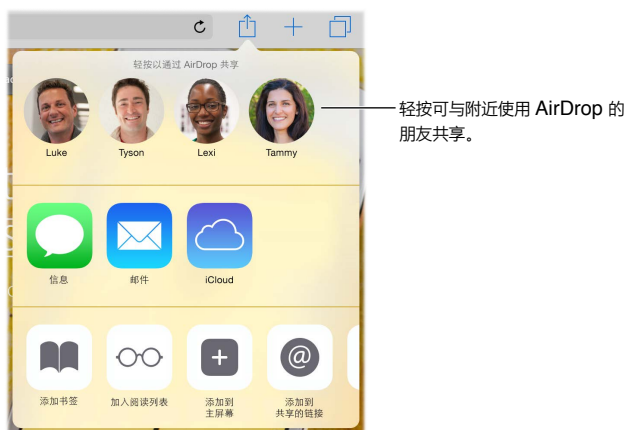 轻按以通过 AirDrop 共享
Luke
Tyson
Lexi
Tammy
轻按可与附近使用 AirDrop 的
朋友共享。
信息
邮件
iCloud
添加书签
加入阅读列表
添加到
主屏幕
添加到
共享的链接